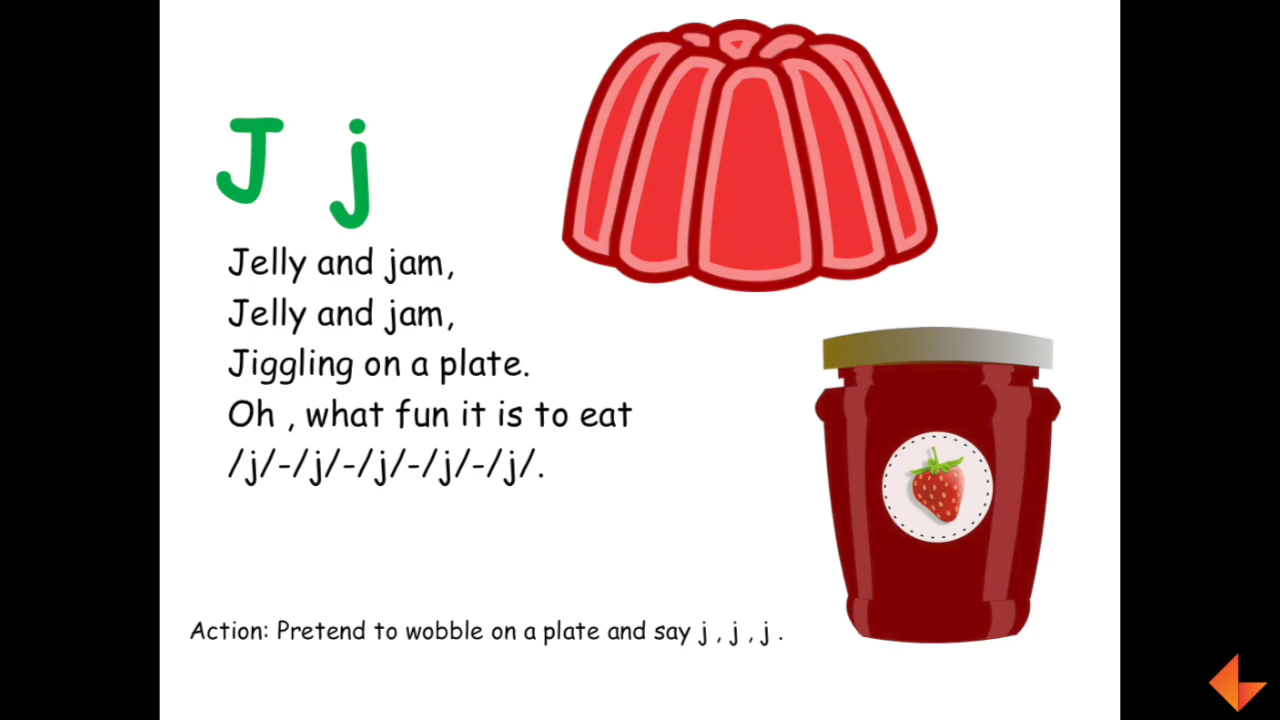 J j
Jelly and jam,
Jelly and jam,
Jiggling on a plate.
Oh , what fun it is to eat
/j/-/j/-/j/-/j/-/j/.
Action: Pretend to wobble on a plate and say j , j , j .